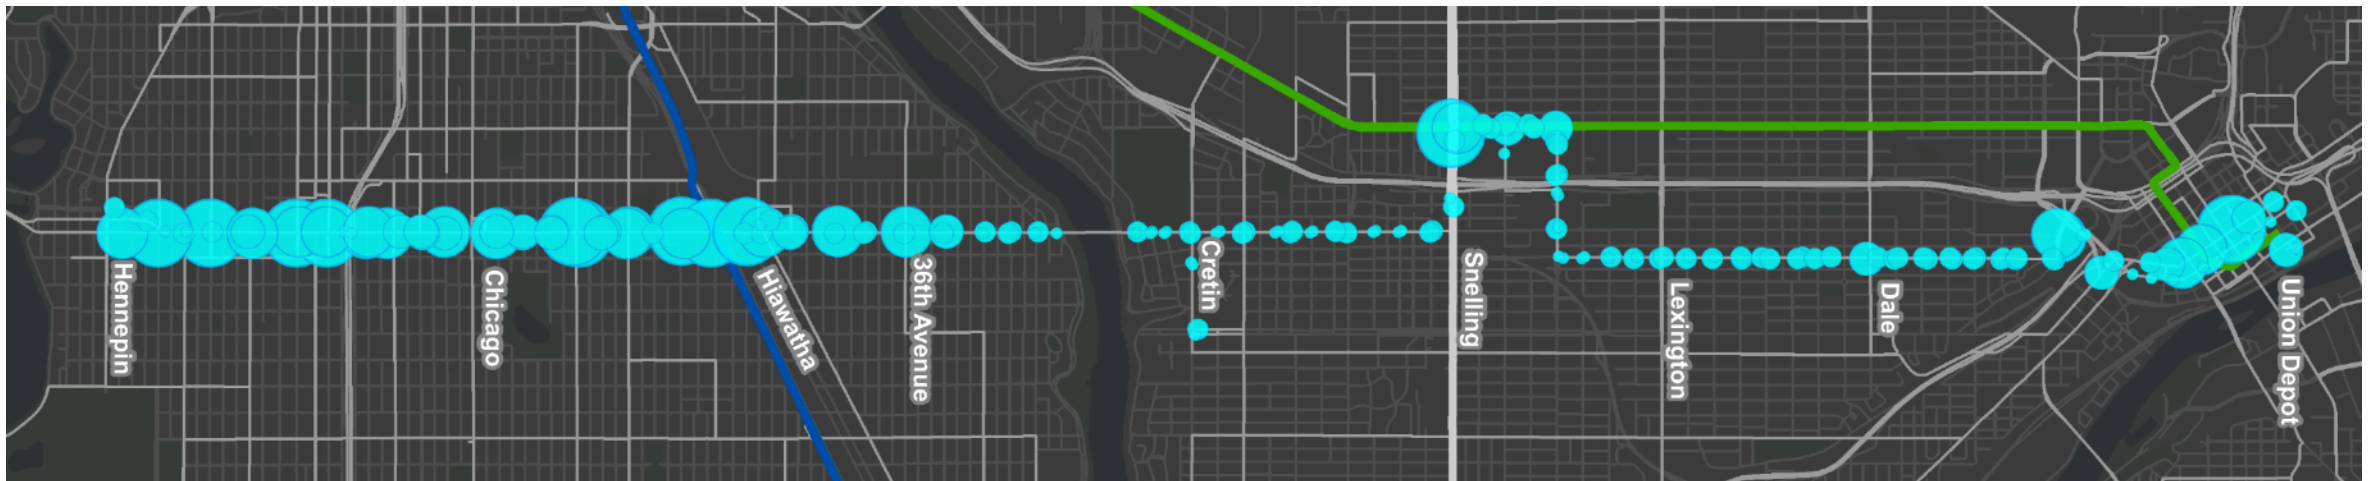 Hennepin
Chicago
Hiawatha
36th Avenue
Cretin
Snelling
Lexington
Dale
Union Depot